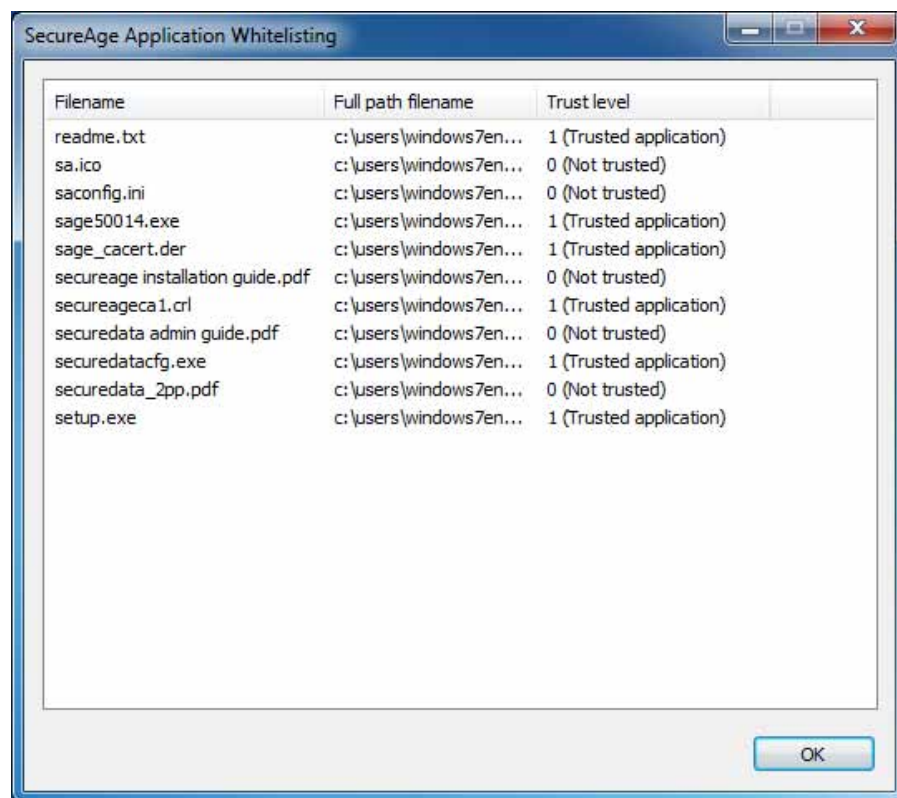 SecureAge Application Whitelisting
Filename Full path filename Trust level
readme.txt c:\users\windows7en... 1 (Trusted application)
sa.ico c:\users\windows7en... 0 (Not trusted)
saconfig.ini c:\users\windows7en... 0 (Not trusted)
sage50014.exe c:\users\windows7en... 1 (Trusted application)
sage_cacert.der c:\users\windows7en... 1 (Trusted application)
secureage installation guide.pdf c:\users\windows7en... 0 (Not trusted)
secureageca1.crl c:\users\windows7en... 1 (Trusted application)
securedata admin guide.pdf c:\users\windows7en... 0 (Not trusted)
securedatacfg.exe c:\users\windows7en... 1 (Trusted application)
securedata_2pp.pdf c:\users\windows7en... 0 (Not trusted)
setup.exe c:\users\windows7en... 1 (Trusted application)
OK